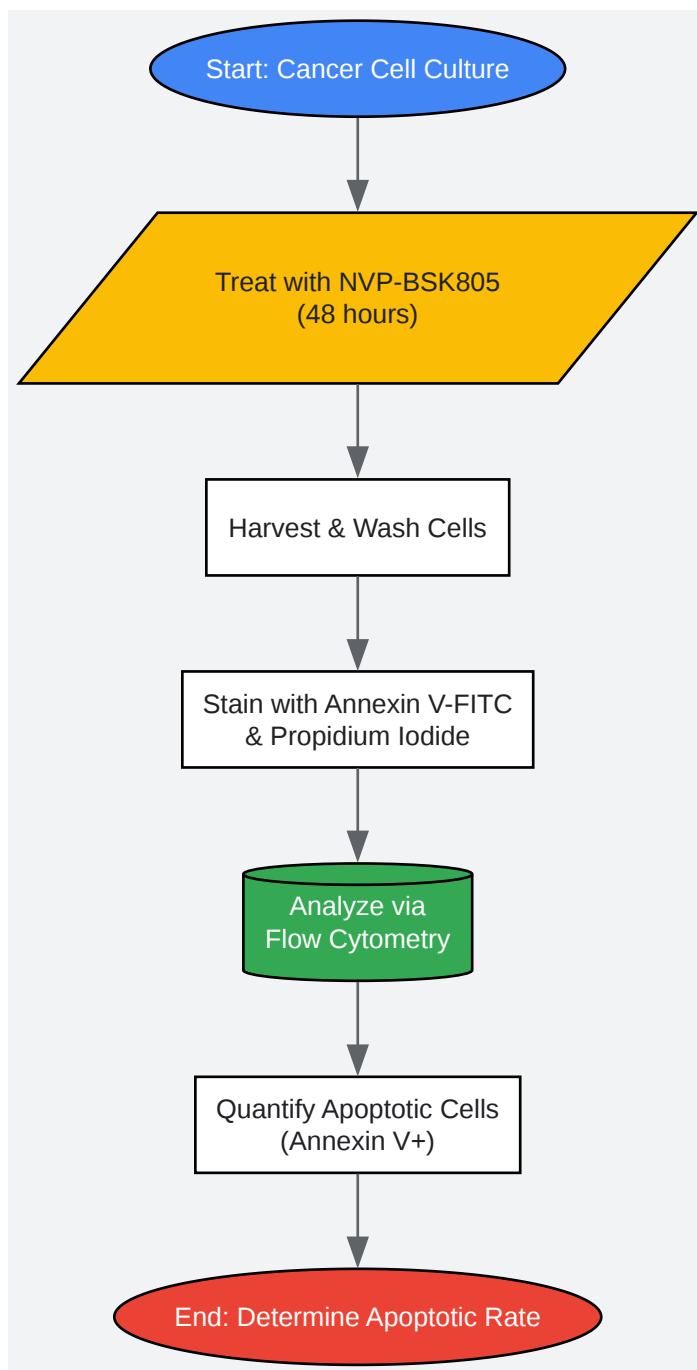 Start: Cancer Cell Culture
Treat with NVP-BSK805
(48 hours)
Harvest & Wash Cells
Stain with Annexin V-FITC
& Propidium Iodide
Analyze via
Flow Cytometry
Quantify Apoptotic Cells
(Annexin V+)
End: Determine Apoptotic Rate